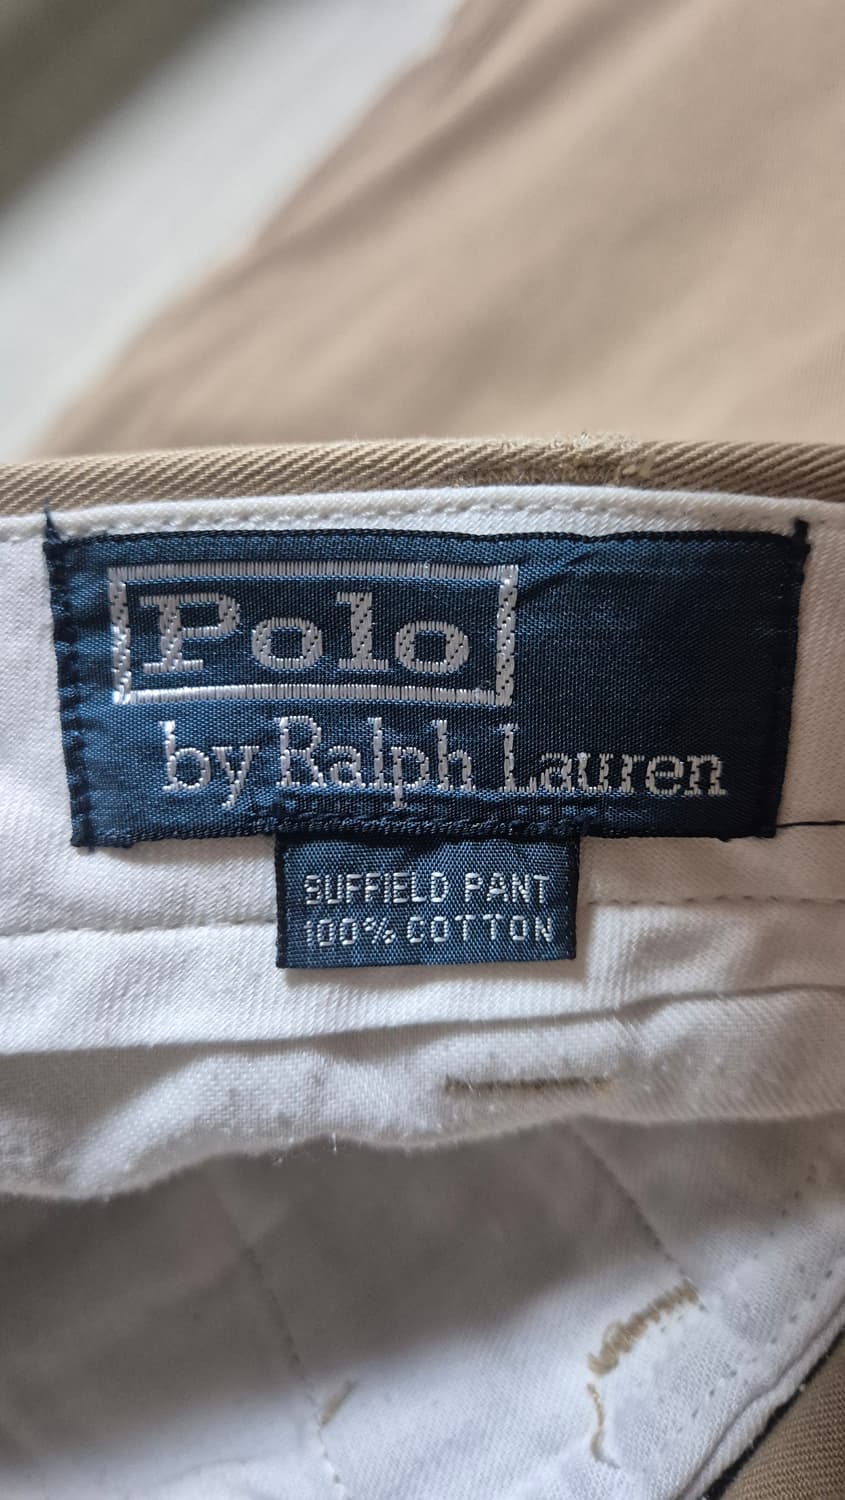 Polo
by Ralph Lauren
SUFFIELD PANT
100% COTTON